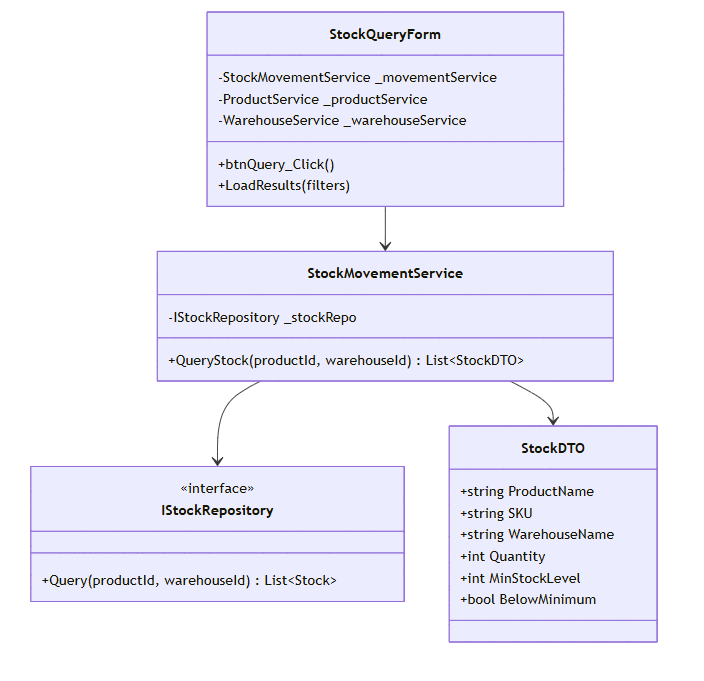 StockQueryForm
-StockMovementService _movementService
-ProductService _productService
-WarehouseService _warehouseService
+btnQuery_Click()
+LoadResults(filters)
StockMovementService
-IStockRepository _stockRepo
+QueryStock(productId, warehouseId) : List<StockDTO>
«interface»
IStockRepository
+Query(productId, warehouseId) : List<Stock>
StockDTO
+string ProductName
+string SKU
+string WarehouseName
+int Quantity
+int MinStockLevel
+bool BelowMinimum